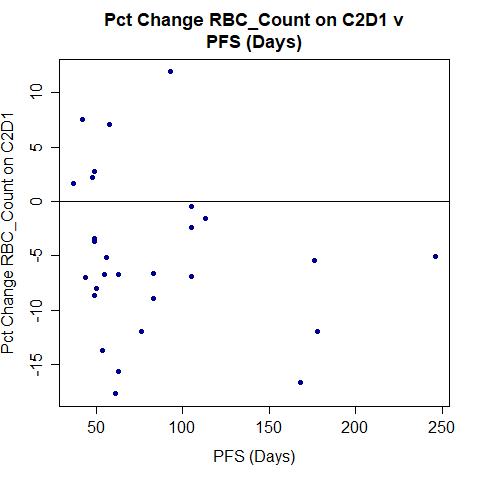 Pct Change RBC_Count on C2D1 v
PFS (Days)
Pct Change RBC_Count on C2D1
10
5
0
-5
-10
-15
50
100
150
200
250
PFS (Days)